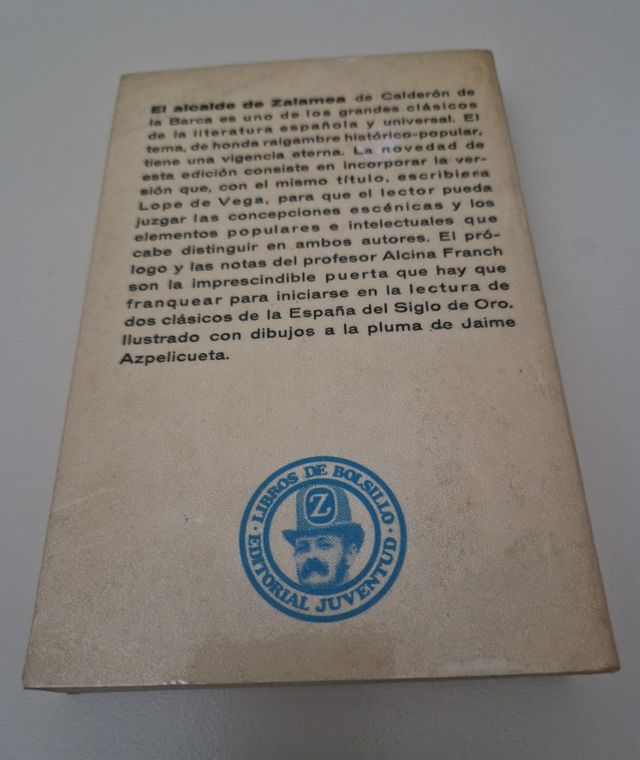 El alcalde de Zalamea de Calderón de
la Barca es uno de los grandes clásicos
de la literatura española y universal. El
tema, de honda raigambre histórico-popular,
tiene una vigencia eterna. La novedad de
esta edición consiste en incorporar la ver-
sión que, con el mismo título, escribiera
Lope de Vega, para que el lector pueda
juzgar las concepciones escénicas y los
elementos populares e intelectuales que
cabe distinguir en ambos autores. El pró-
logo y las notas del profesor Alcina Franch
son la imprescindible puerta que hay que
franquear para iniciarse en la lectura de
dos clásicos de la España del Siglo de Oro.
Ilustrado con dibujos a la pluma de Jaime
Azpelicueta.
LIBROS DE BOLSILLO
Z
EDITORIAL JUVENTUD